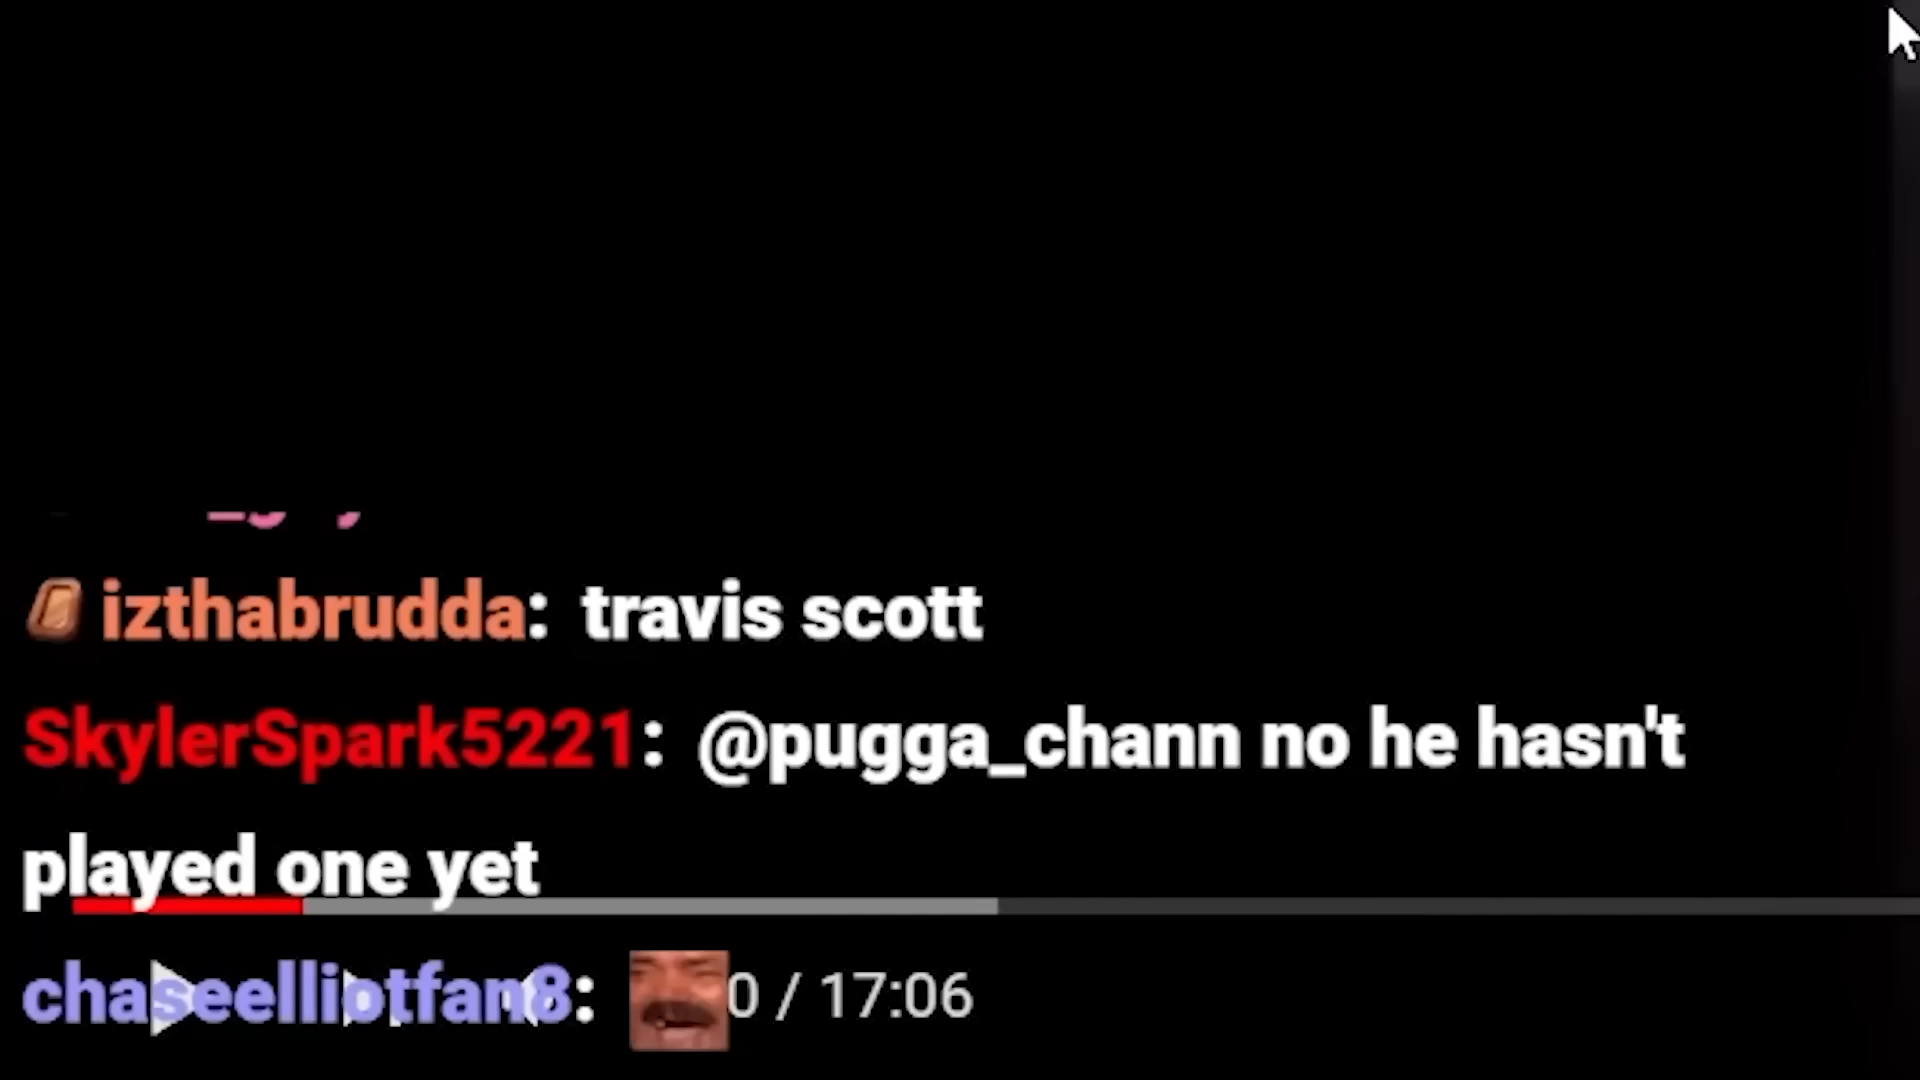 izthabrudda: travis scott
SkylerSpark5221: @pugga_chann no he hasn't
played one yet
chaseelliotfan8: 0 / 17:06